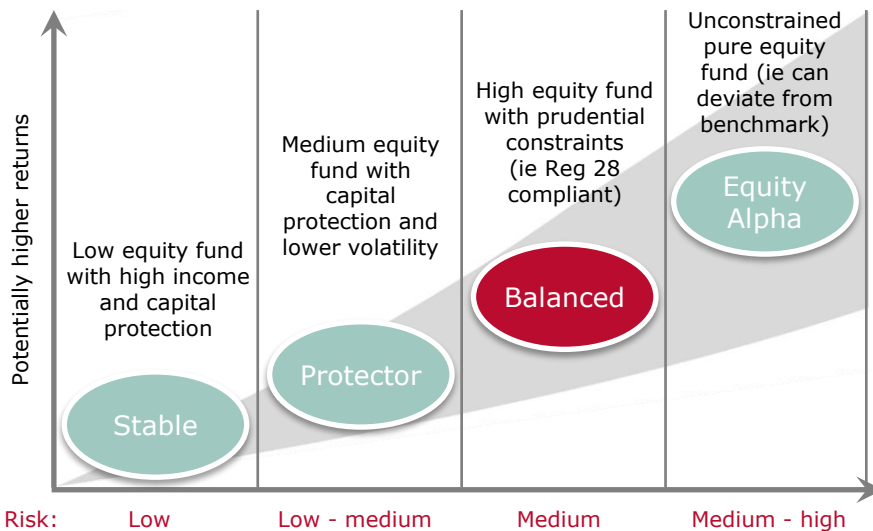 Potentially higher returns
Low equity fund
with high income
and capital
protection
Stable
Medium equity
fund with
capital
protection and
lower volatility
Protector
High equity fund
with prudential
constraints
(ie Reg 28
compliant)
Balanced
Unconstrained
pure equity
fund (ie can
deviate from
benchmark)
Equity
Alpha
Risk: Low Low - medium Medium Medium - high